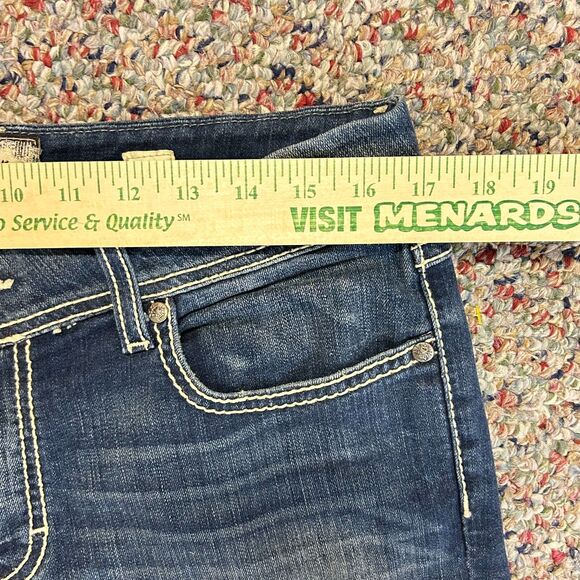 10 11 12 13 14 15 16 17 18 19
Service & Quality SM VISIT MENARDS